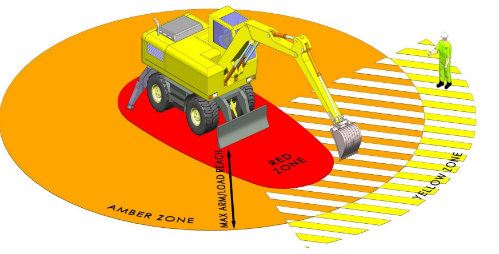 RED
ZONE
YELLOW ZONE
MAX ARM/LOAD REACH
AMBER ZONE